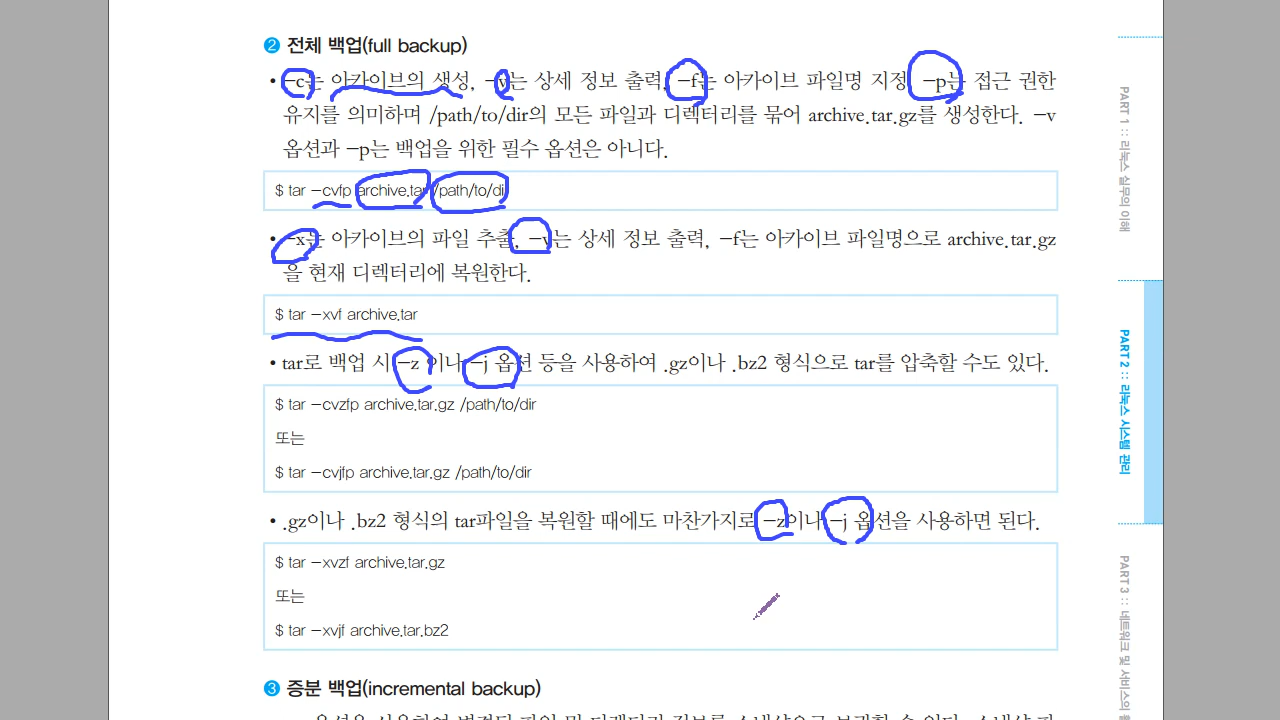 ❷ 전체 백업(full backup)
• -c는 아카이브의 생성, -v는 상세 정보 출력, -f는 아카이브 파일명 지정, -p는 접근 권한
유지를 의미하며 /path/to/dir의 모든 파일과 디렉터리를 묶어 archive.tar.gz를 생성한다. -v
옵션과 -p는 백업을 위한 필수 옵션은 아니다.
$ tar archive.tar /path/to/di
• -x는 아카이브의 파일 추출, -v는 상세 정보 출력, -f는 아카이브 파일명으로 archive.tar.gz
을 현재 디렉터리에 복원한다.
$ tar -xvf archive.tar
• tar로 백업 시 -z 이나 -j 옵션 등을 사용하여 .gz이나 .bz2 형식으로 tar를 압축할 수도 있다.
$ tar -cvzfp archive.tar.gz /path/to/dir
또는
$ tar -cvjfp archive.tar.gz /path/to/dir
• .gz이나 .bz2 형식의 tar파일을 복원할 때에도 마찬가지로 -z이나 -j 옵션을 사용하면 된다.
$ tar -xvzf archive.tar.gz
또는
$ tar -xvjf archive.tar.bz2
❸ 증분 백업(incremental backup)
PART 1 :: 리눅스 실무의 이해
PART 2 :: 리눅스 시스템 관리
PART 3 :: 네트워크 및 서비스의